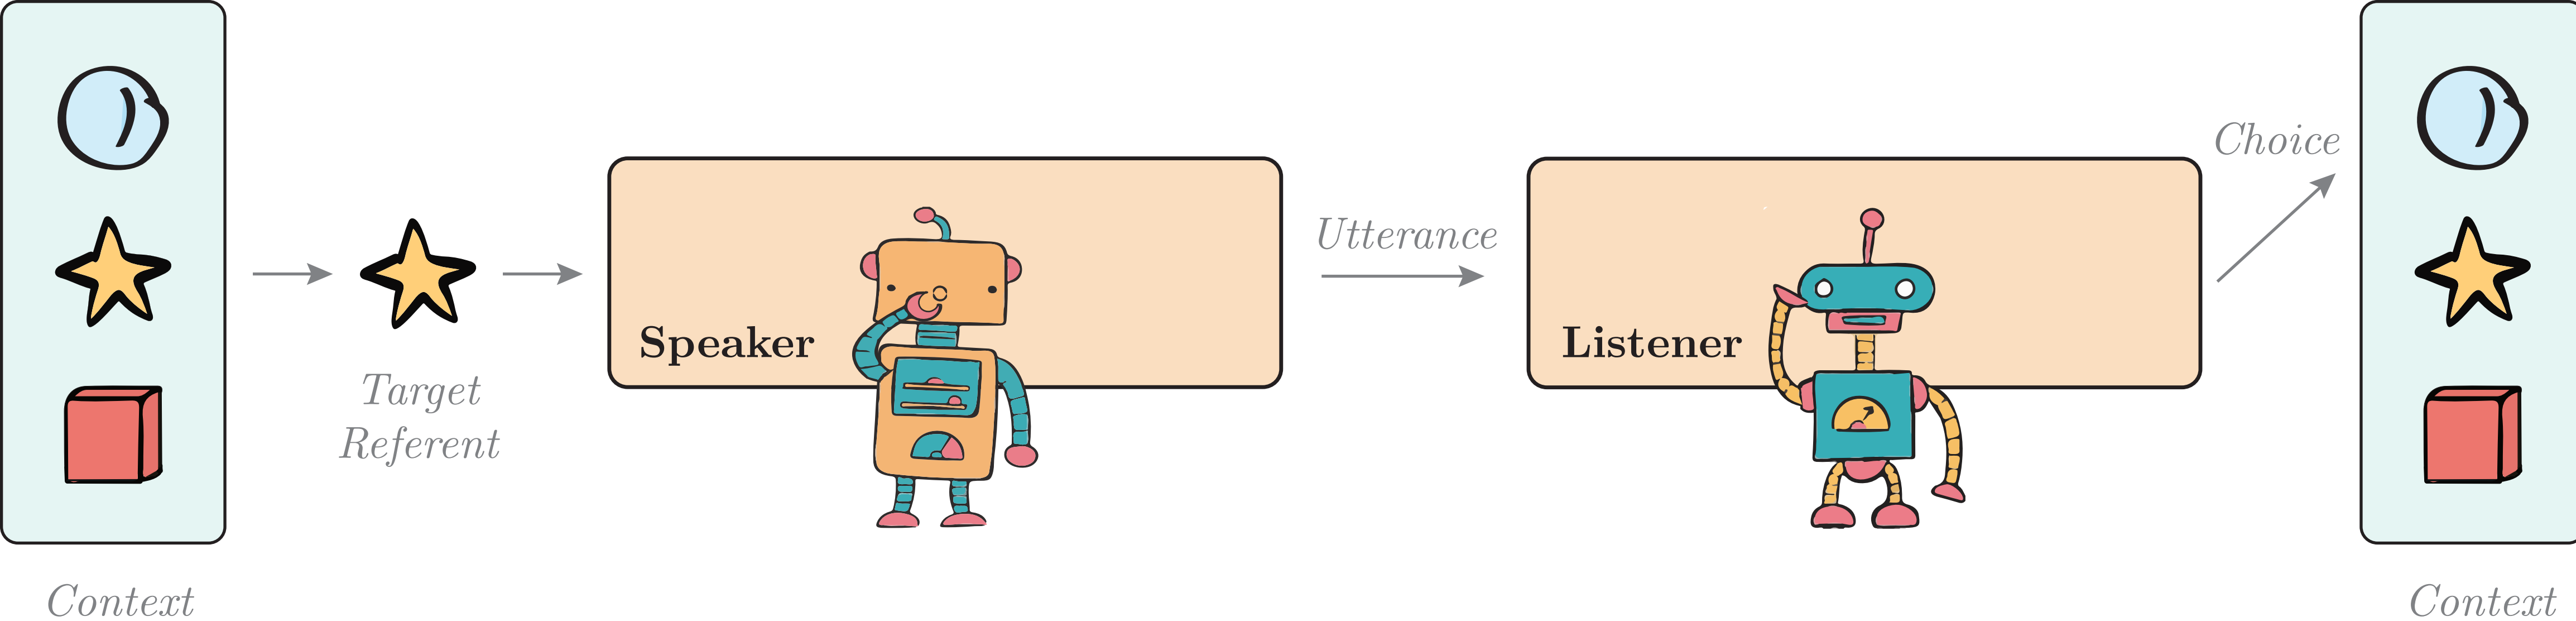 Context
Target
Referent
Speaker
Utterance
Listener
Choice
Context